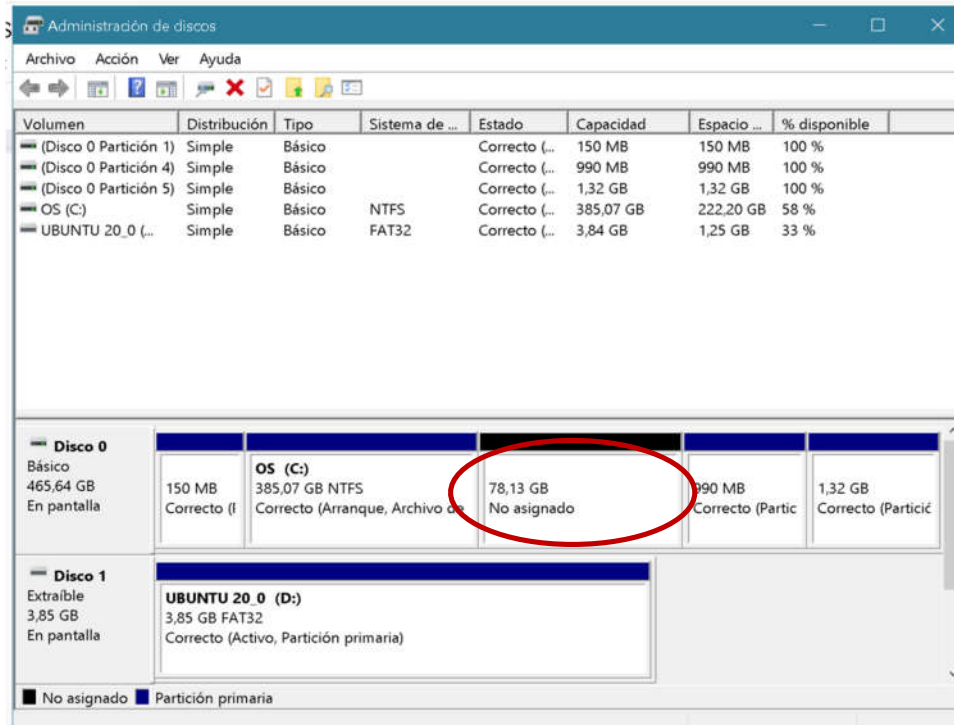 Administración de discos
Archivo Acción Ver Ayuda
Volumen Distribución Tipo Sistema de ... Estado Capacidad Espacio ... % disponible
(Disco 0 Partición 1) Simple Básico Correcto (... 150 MB 150 MB 100 %
(Disco 0 Partición 4) Simple Básico Correcto (... 990 MB 990 MB 100 %
(Disco 0 Partición 5) Simple Básico Correcto (... 1,32 GB 1,32 GB 100 %
OS (C:) Simple Básico NTFS Correcto (... 385,07 GB 222,20 GB 58 %
UBUNTU 20_0 (... Simple Básico FAT32 Correcto (... 3,84 GB 1,25 GB 33 %
Disco 0
Básico
465,64 GB
En pantalla
150 MB
Correcto (
OS (C:)
385,07 GB NTFS
Correcto (Arranque, Archivo de
78,13 GB
No asignado
990 MB
Correcto (Partic
1,32 GB
Correcto (Partició
Disco 1
Extraíble
3,85 GB
En pantalla
UBUNTU 20_0 (D:)
3,85 GB FAT32
Correcto (Activo, Partición primaria)
No asignado Partición primaria